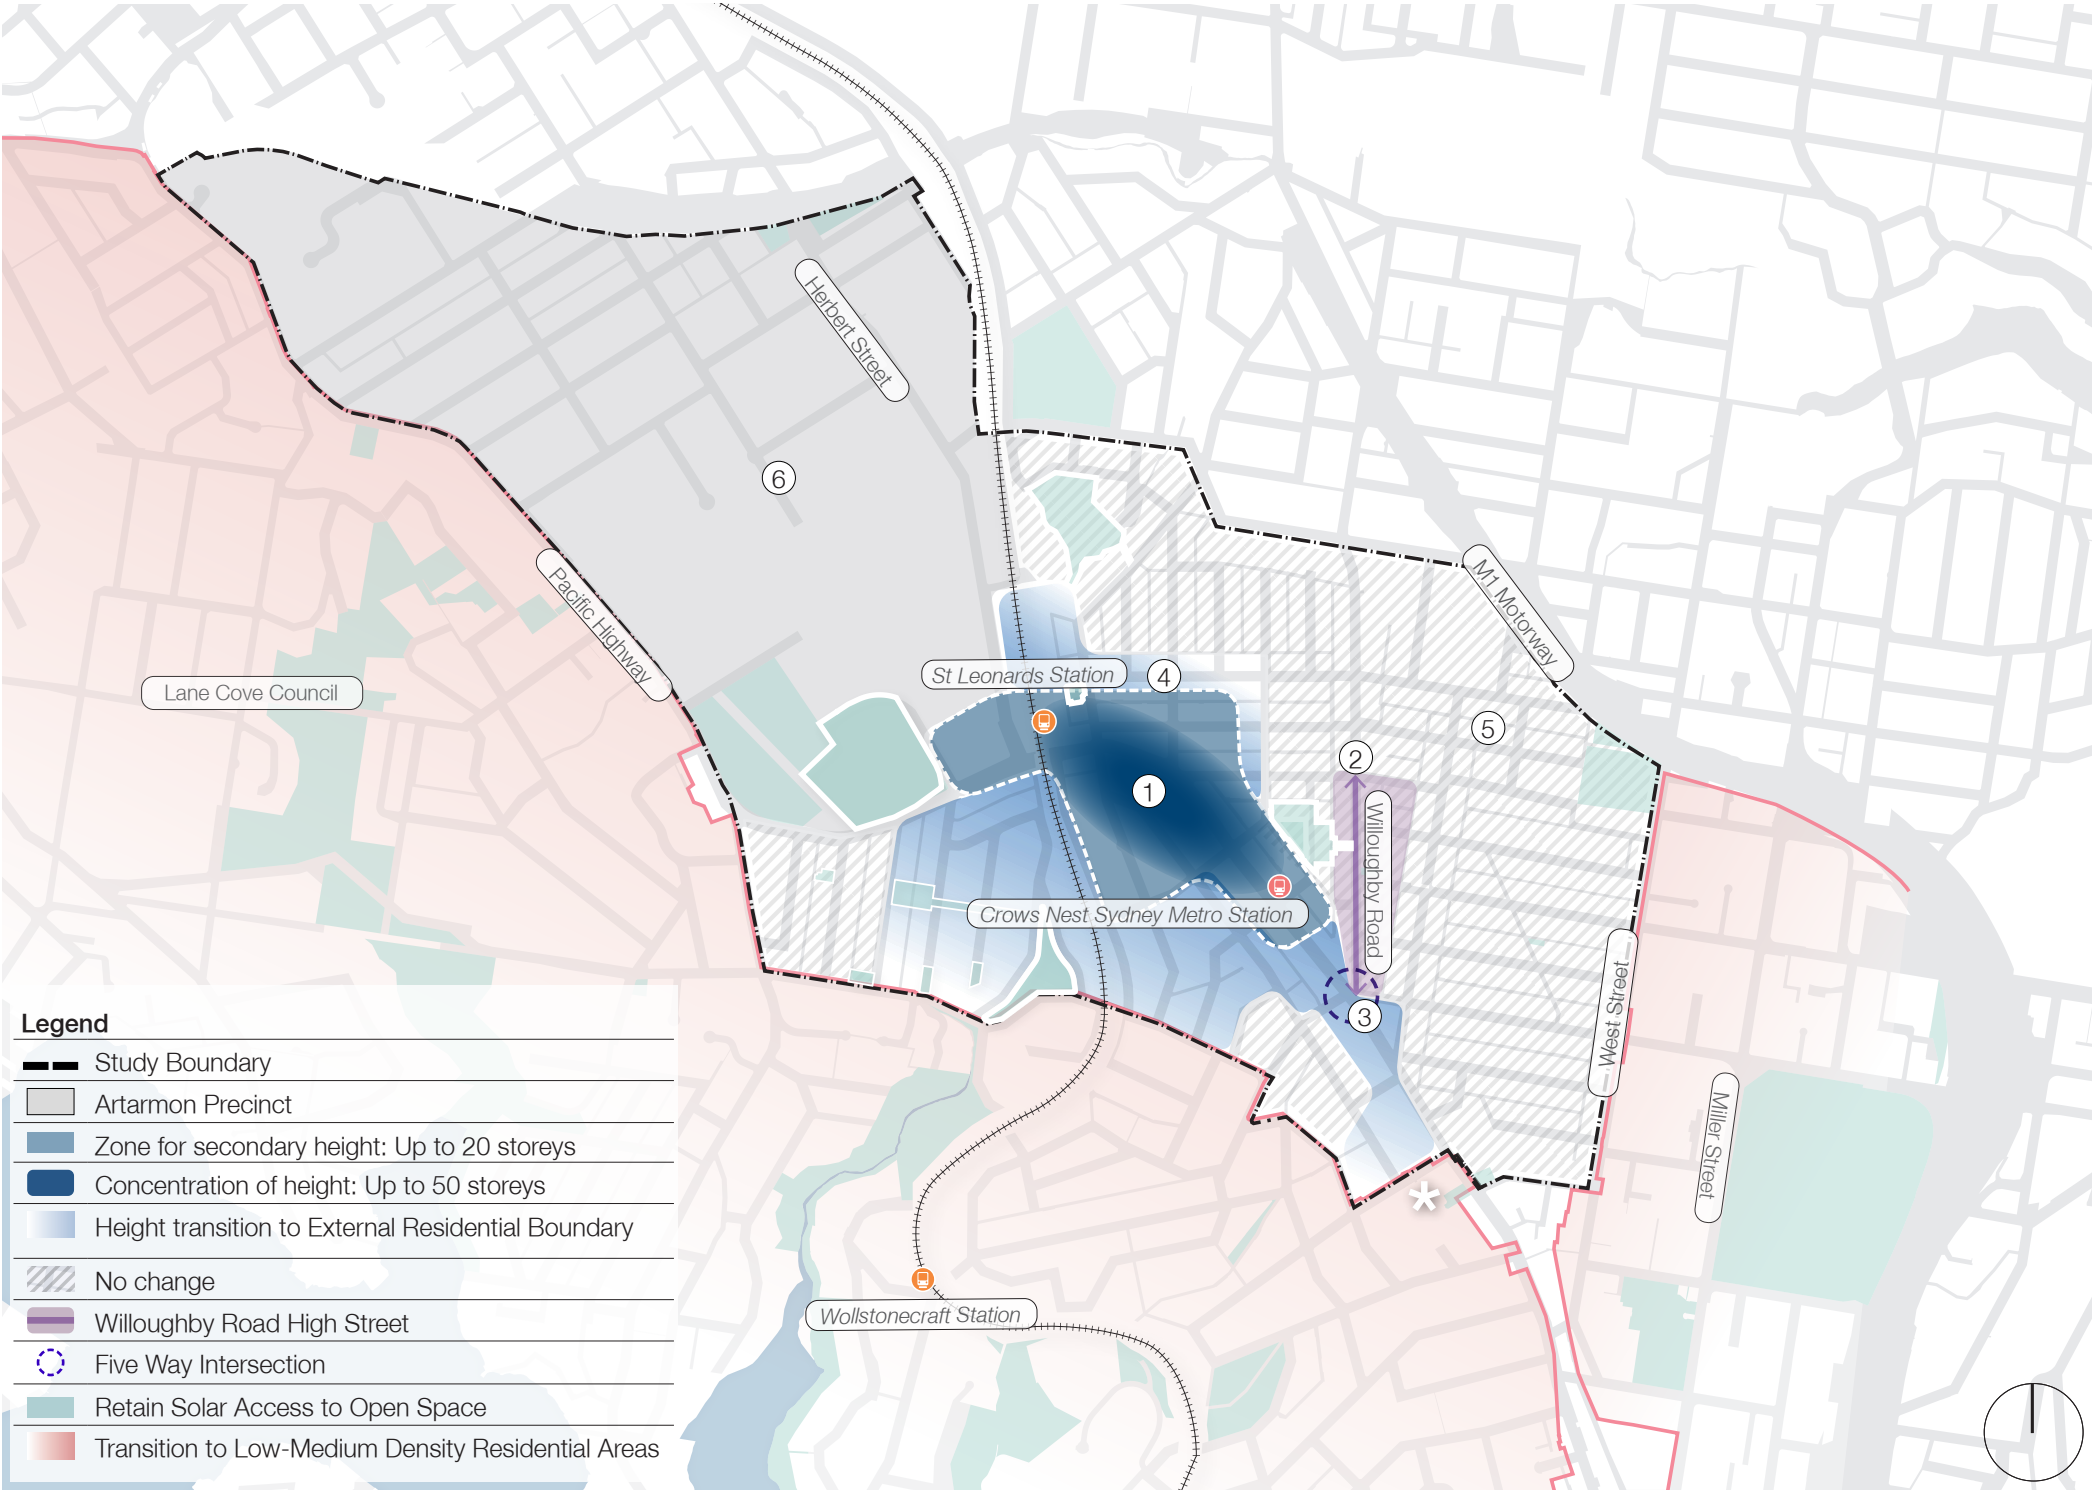 Herbert Street
6
Pacific Highway
M1 Motorway
Lane Cove Council
St Leonards Station
4
5
2
1
Willoughby Road
Crows Nest Sydney Metro Station
3
West Street
Miller Street
*
Wollstonecraft Station
Legend
Study Boundary
Artarmon Precinct
Zone for secondary height: Up to 20 storeys
Concentration of height: Up to 50 storeys
Height transition to External Residential Boundary
No change
Willoughby Road High Street
Five Way Intersection
Retain Solar Access to Open Space
Transition to Low-Medium Density Residential Areas